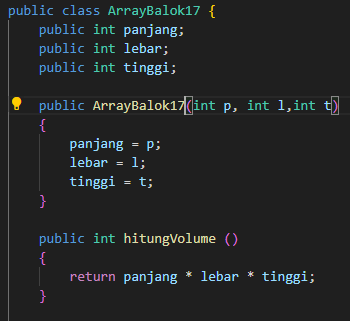 public class ArrayBalok17 {
    public int panjang;
    public int lebar;
    public int tinggi;

    public ArrayBalok17(int p, int l,int t)
    {
        panjang = p;
        lebar = l;
        tinggi = t;
    }

    public int hitungVolume ()
    {
        return panjang * lebar * tinggi;
    }